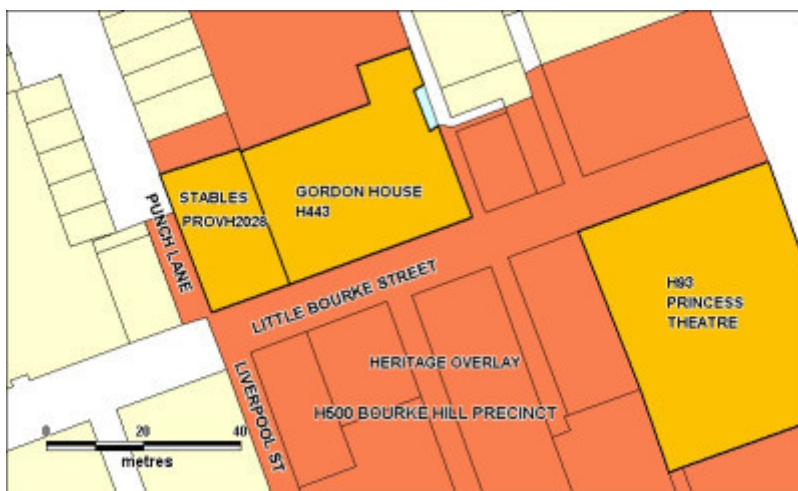 STABLES
PROVH2028
GORDON HOUSE
H443
PUNCH LANE
LITTLE BOURKE STREET
H93
PRINCESS
THEATRE
HERITAGE OVERLAY
H500 BOURKE HILL PRECINCT
LIVERPOOL ST
0 20 40
metres